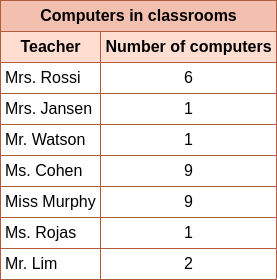 Computers in classrooms
Teacher Number of computers
Mrs. Rossi 6
Mrs. Jansen 1
Mr. Watson 1
Ms. Cohen 9
Miss Murphy 9
Ms. Rojas 1
Mr. Lim 2